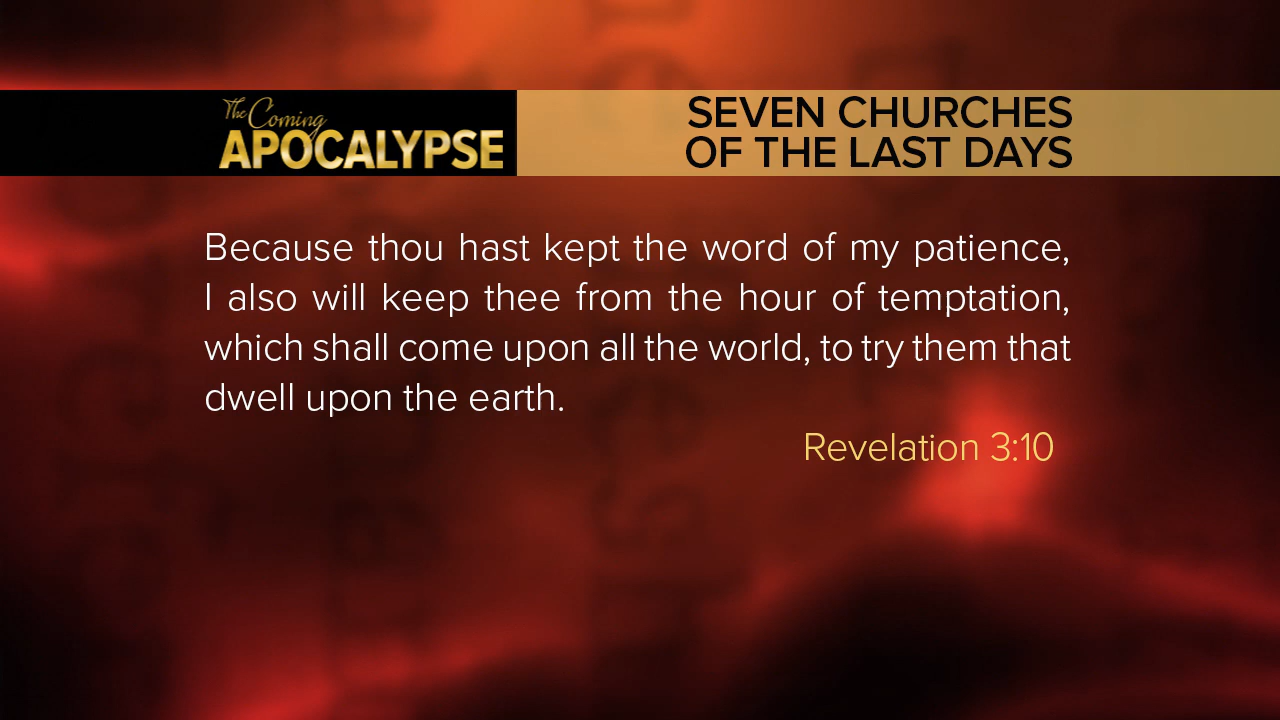 The Coming
APOCALYPSE
SEVEN CHURCHES
OF THE LAST DAYS
Because thou hast kept the word of my patience,
I also will keep thee from the hour of temptation,
which shall come upon all the world, to try them that
dwell upon the earth.
Revelation 3:10